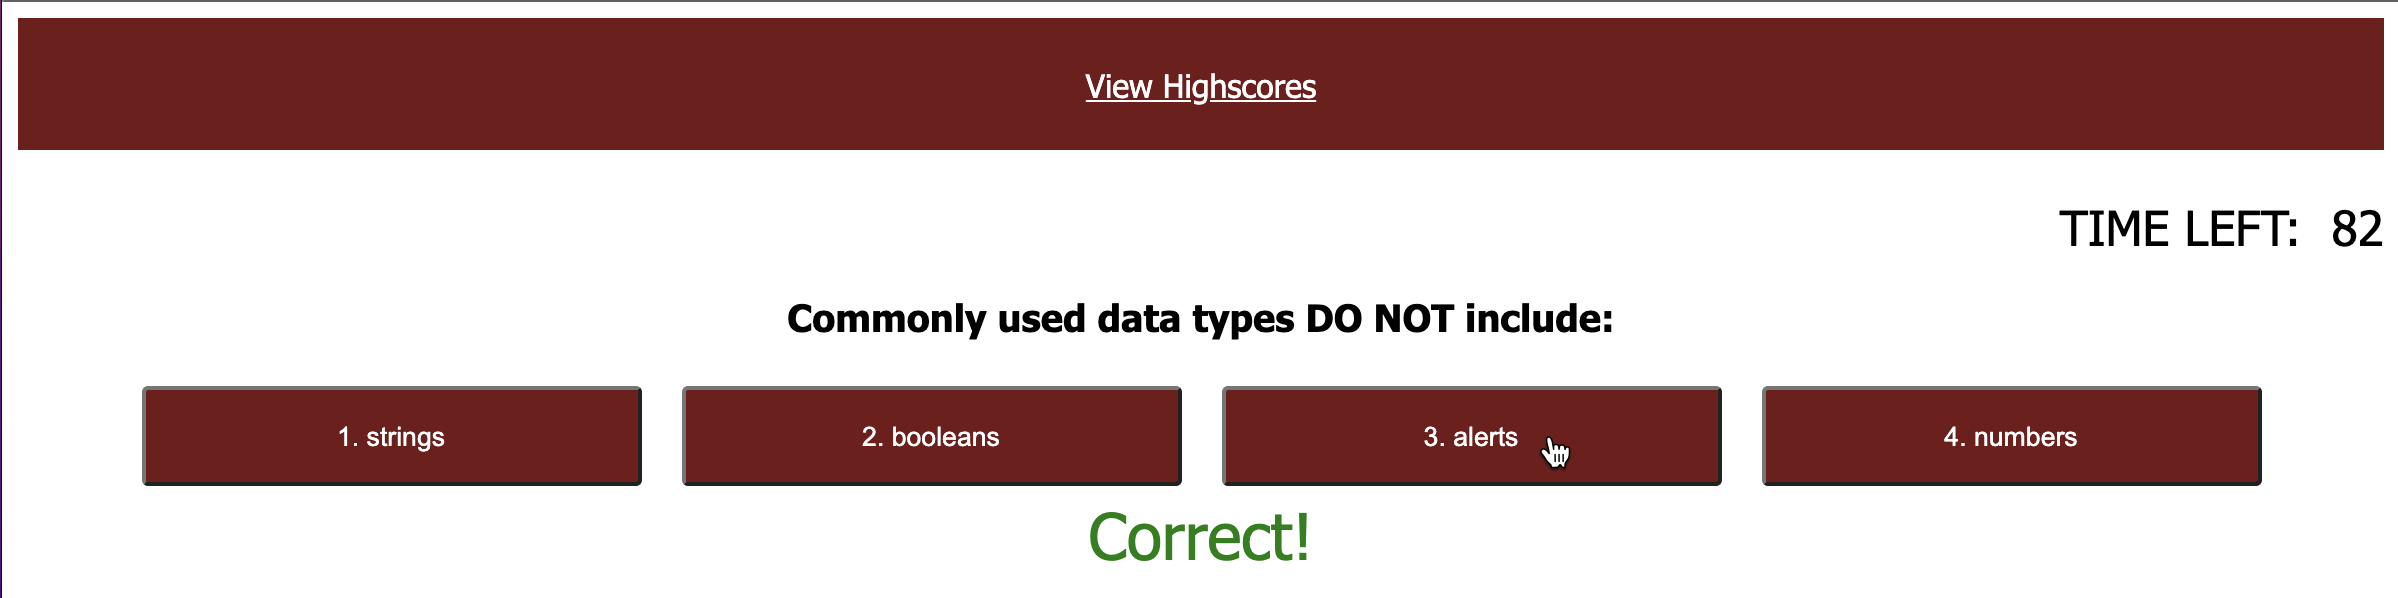 View Highscores
TIME LEFT: 82
Commonly used data types DO NOT include:
1. strings
2. booleans
3. alerts
4. numbers
Correct!